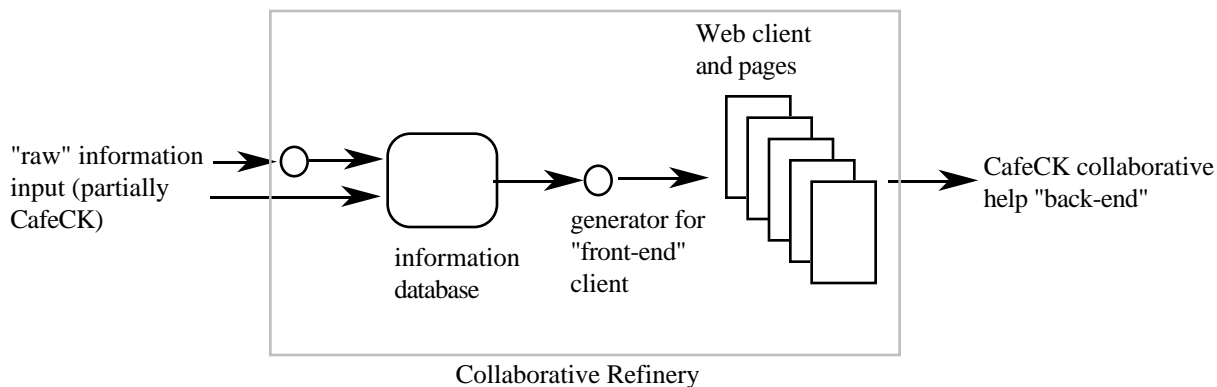 Web client
and pages
"raw" information
input (partially
CafeCK)
CafeCK collaborative
help "back-end"
information
database
generator for
"front-end"
client
Collaborative Refinery